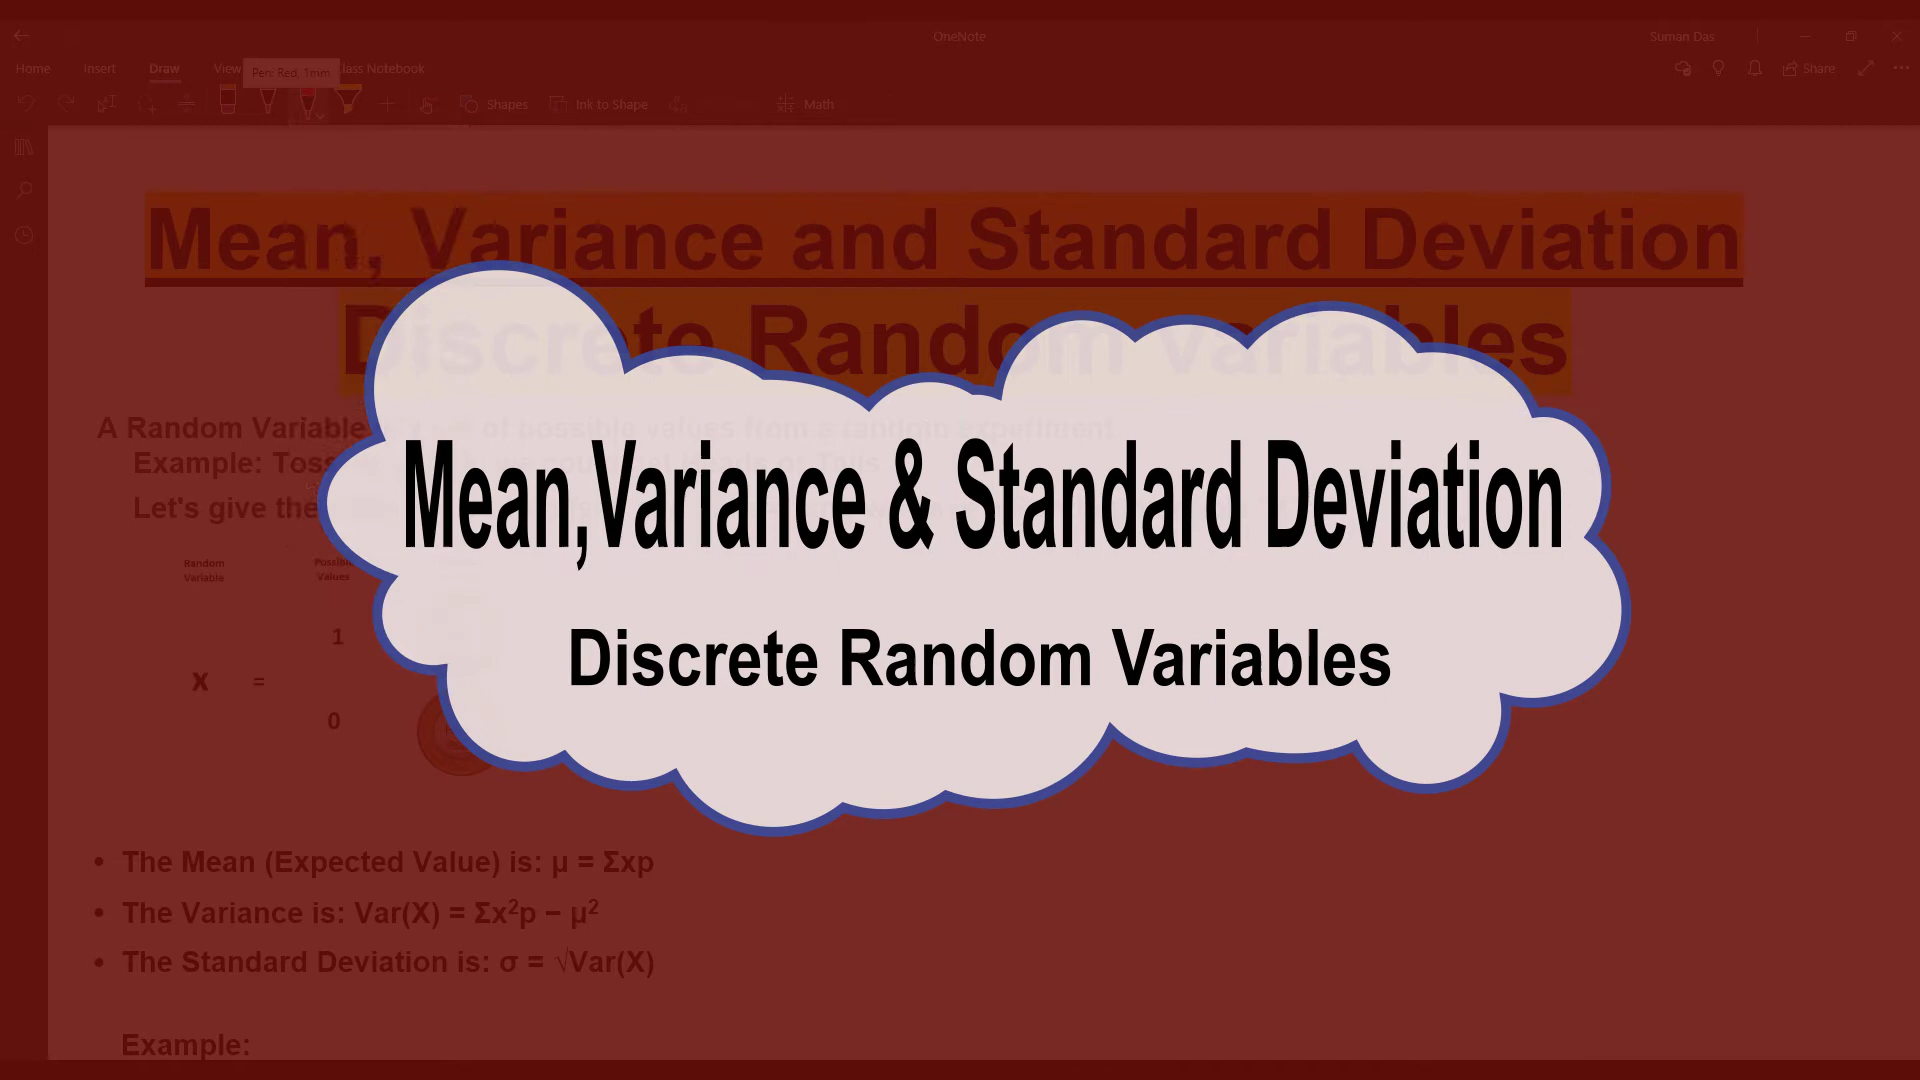 OneNote
Suman Das
Home Insert Draw View Class Notebook
Pen: Red, 1mm
Share
Shapes Ink to Shape Math
Mean, Variance and Standard Deviation
Discrete Random Variables
A Random Variable is a set of possible values from a random experiment
Example: Toss
Let's give the
Mean,Variance & Standard Deviation
Discrete Random Variables
Random
Variable
Possible
Values
1
X =
0
• The Mean (Expected Value) is: μ = Σxp
• The Variance is: Var(X) = Σx²p − μ²
• The Standard Deviation is: σ = √Var(X)
Example: